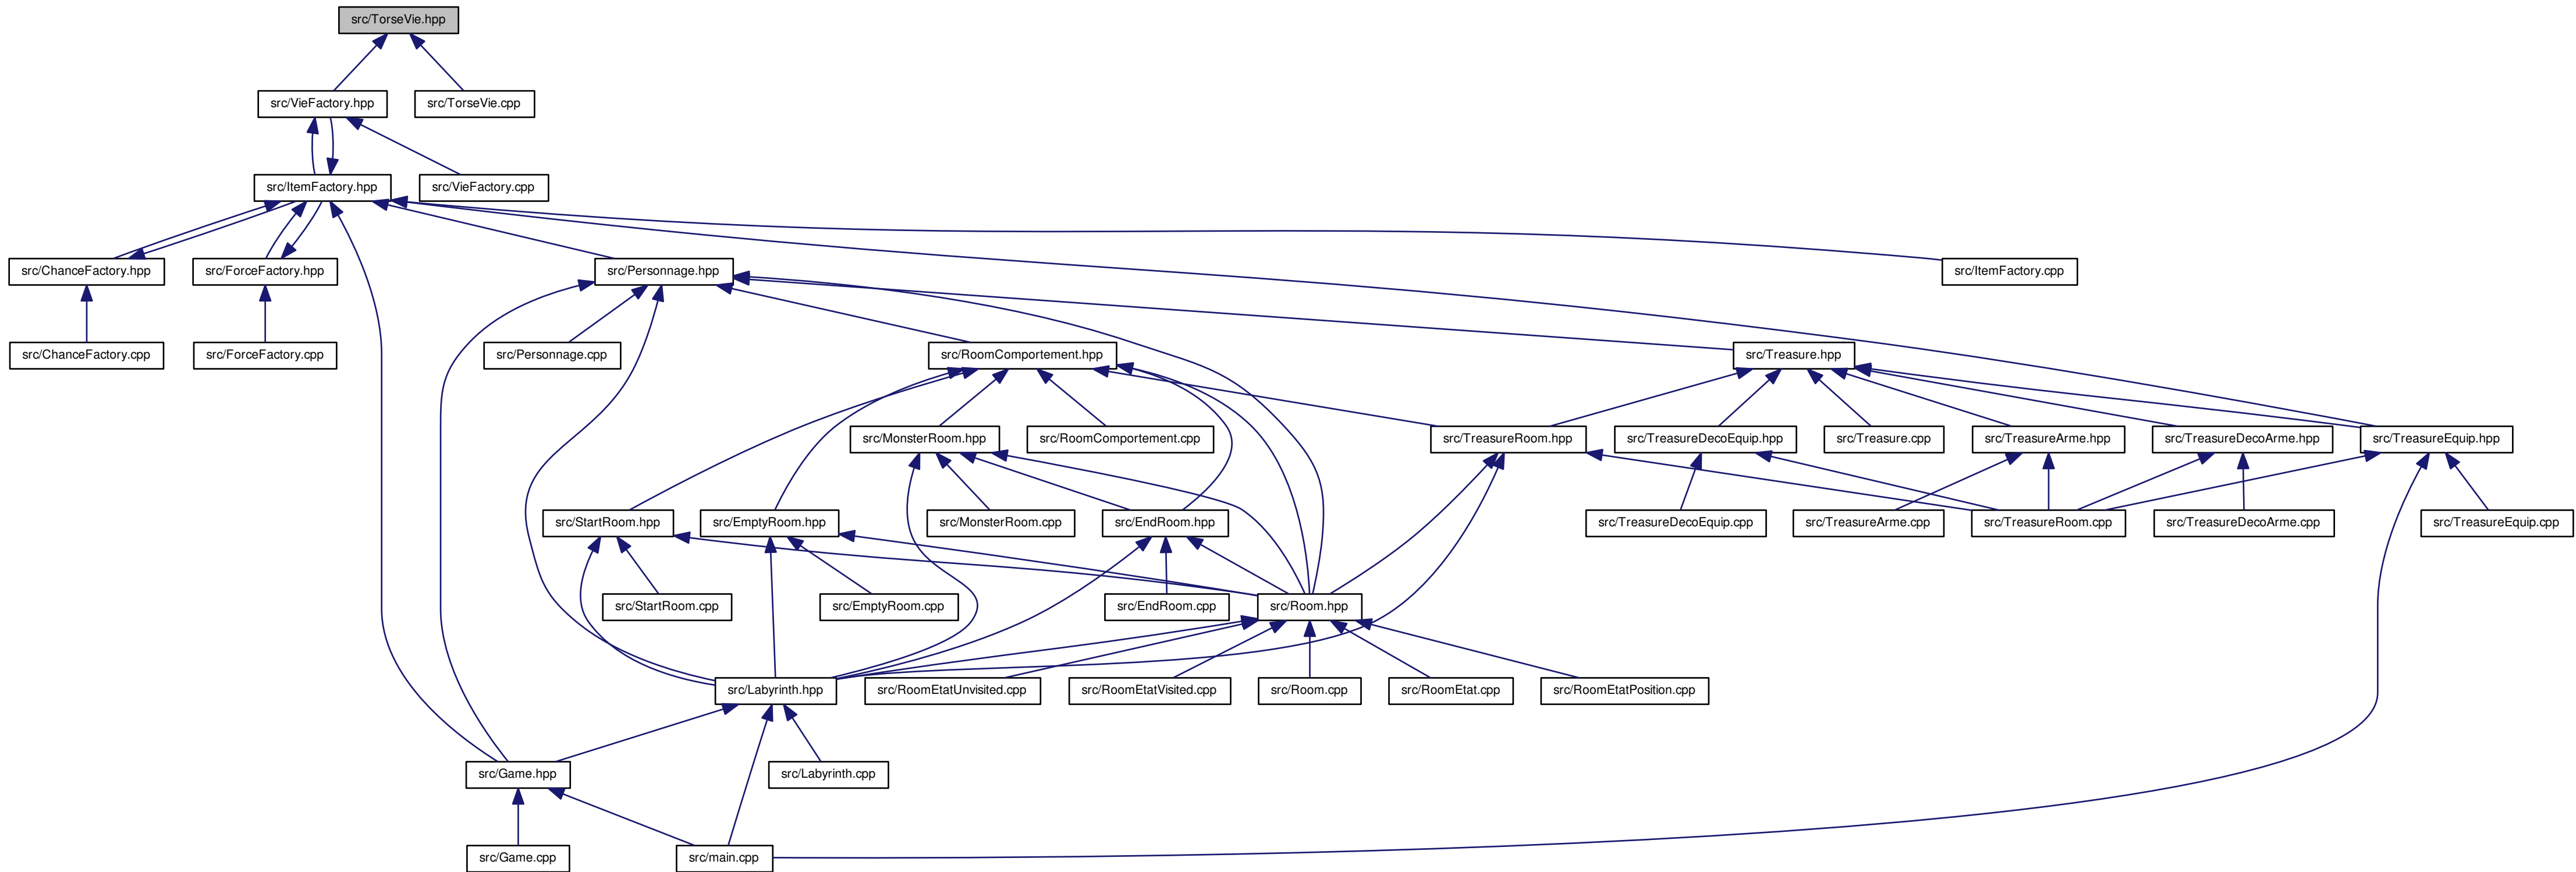 src/TorseVie.hpp
src/VieFactory.hpp
src/TorseVie.cpp
src/ItemFactory.hpp
src/VieFactory.cpp
src/ChanceFactory.hpp
src/ForceFactory.hpp
src/Personnage.hpp
src/ItemFactory.cpp
src/ChanceFactory.cpp
src/ForceFactory.cpp
src/Personnage.cpp
src/RoomComportement.hpp
src/Treasure.hpp
src/MonsterRoom.hpp
src/RoomComportement.cpp
src/TreasureRoom.hpp
src/TreasureDecoEquip.hpp
src/Treasure.cpp
src/TreasureArme.hpp
src/TreasureDecoArme.hpp
src/TreasureEquip.hpp
src/StartRoom.hpp
src/EmptyRoom.hpp
src/MonsterRoom.cpp
src/EndRoom.hpp
src/TreasureDecoEquip.cpp
src/TreasureArme.cpp
src/TreasureRoom.cpp
src/TreasureDecoArme.cpp
src/TreasureEquip.cpp
src/StartRoom.cpp
src/EmptyRoom.cpp
src/EndRoom.cpp
src/Room.hpp
src/Labyrinth.hpp
src/RoomEtatUnvisited.cpp
src/RoomEtatVisited.cpp
src/Room.cpp
src/RoomEtat.cpp
src/RoomEtatPosition.cpp
src/Game.hpp
src/Labyrinth.cpp
src/Game.cpp
src/main.cpp